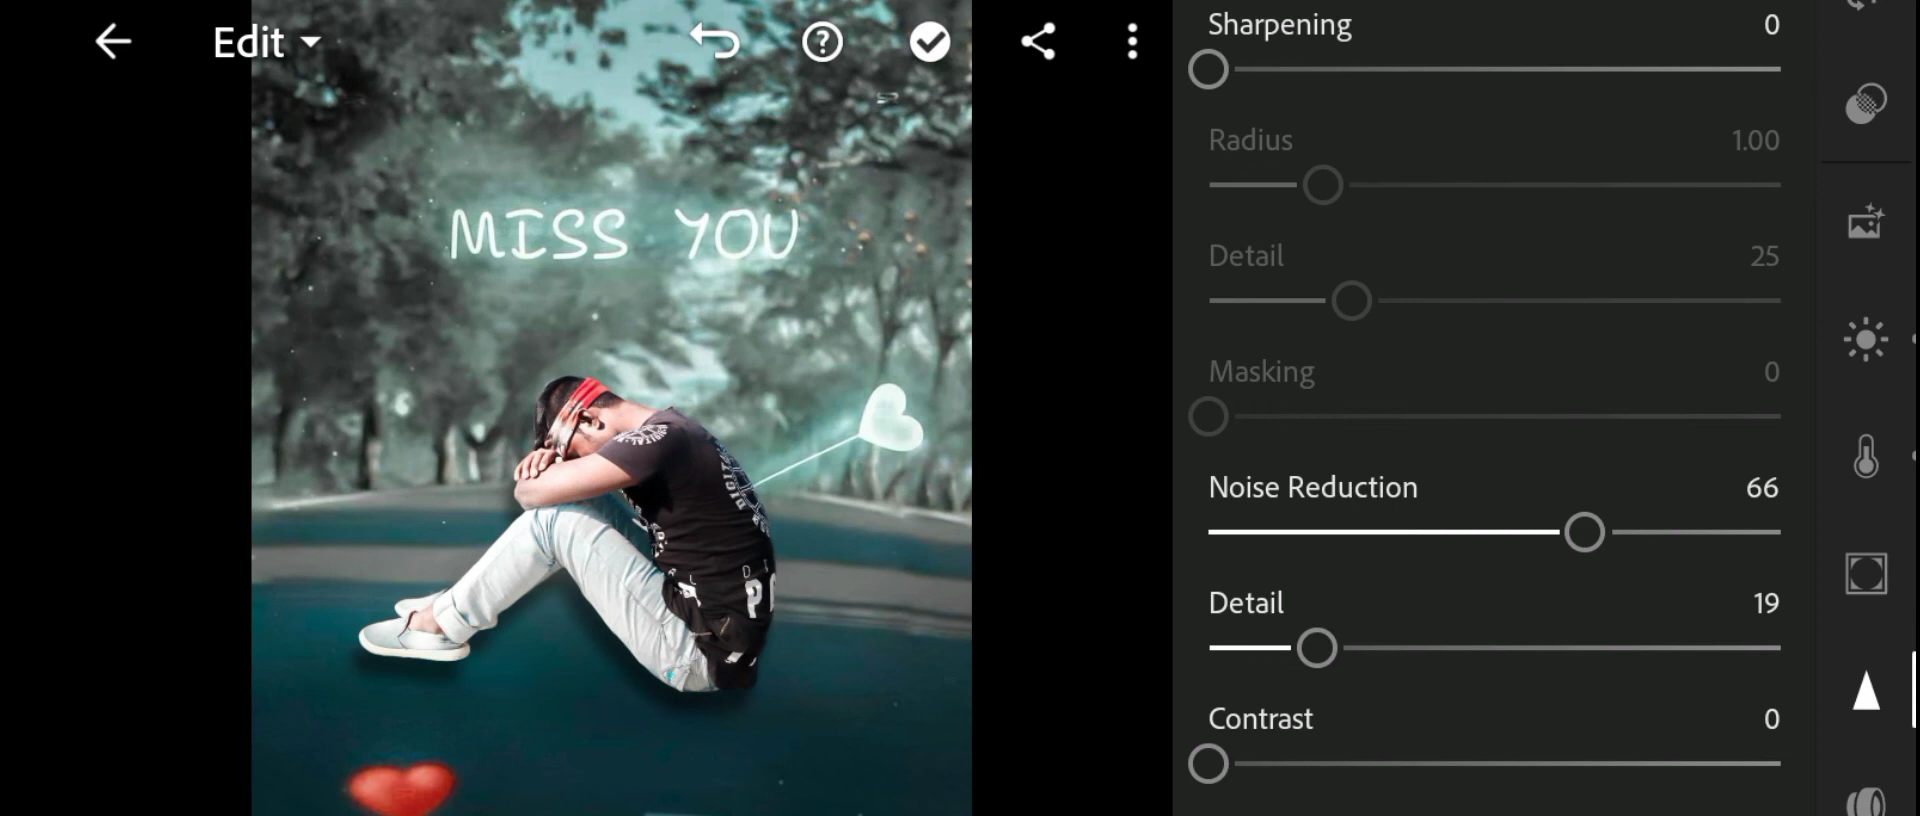 Edit
MISS YOU
Sharpening 0
Radius 1.00
Detail 25
Masking 0
Noise Reduction 66
Detail 19
Contrast 0